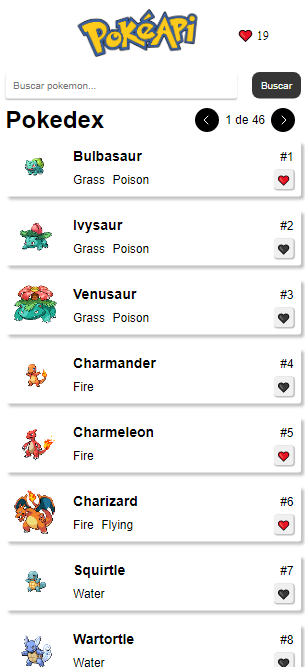 PokéApi
19
Buscar pokemon...
Buscar
Pokedex
1 de 46
Bulbasaur #1
Grass Poison
Ivysaur #2
Grass Poison
Venusaur #3
Grass Poison
Charmander #4
Fire
Charmeleon #5
Fire
Charizard #6
Fire Flying
Squirtle #7
Water
Wartortle #8
Water